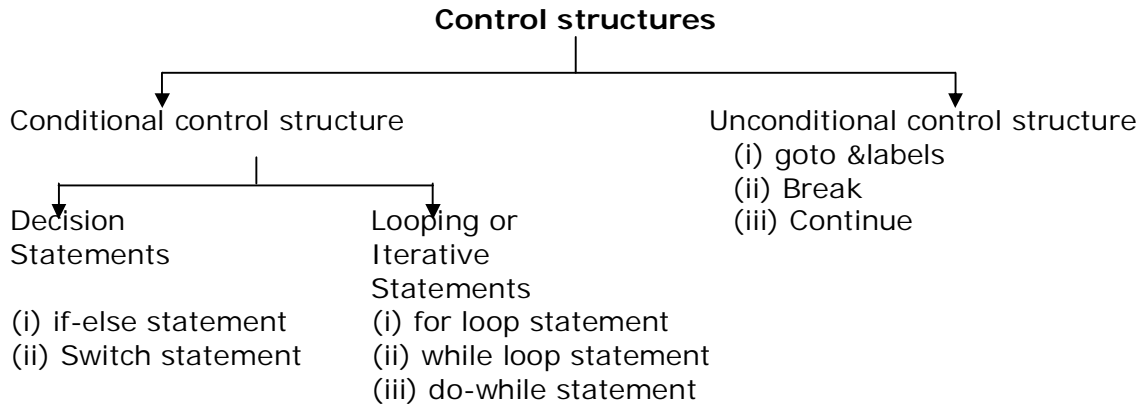 Control structures
Conditional control structure
Decision
Statements
(i) if-else statement
(ii) Switch statement
Looping or
Iterative
Statements
(i) for loop statement
(ii) while loop statement
(iii) do-while statement
Unconditional control structure
(i) goto &labels
(ii) Break
(iii) Continue